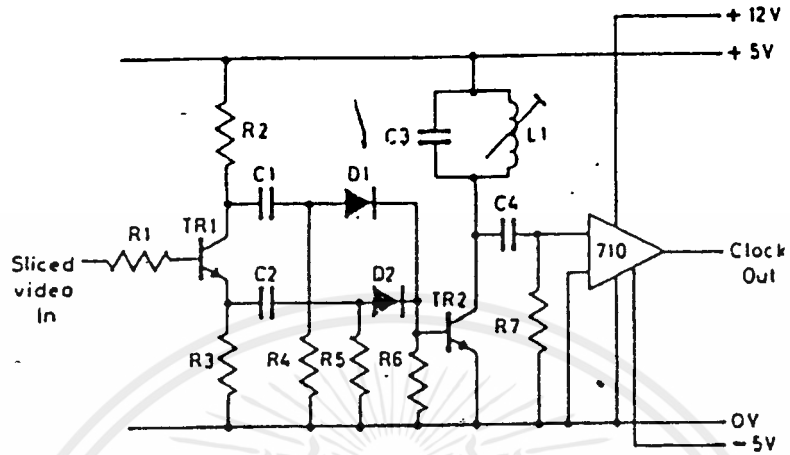 + 12V
+ 5V
R2
C3
L1
C1
D1
C4
R1
TR1
710
Sliced
video
In
Clock
Out
C2
D2
TR2
R7
R3
R4
R5
R6
0V
- 5V